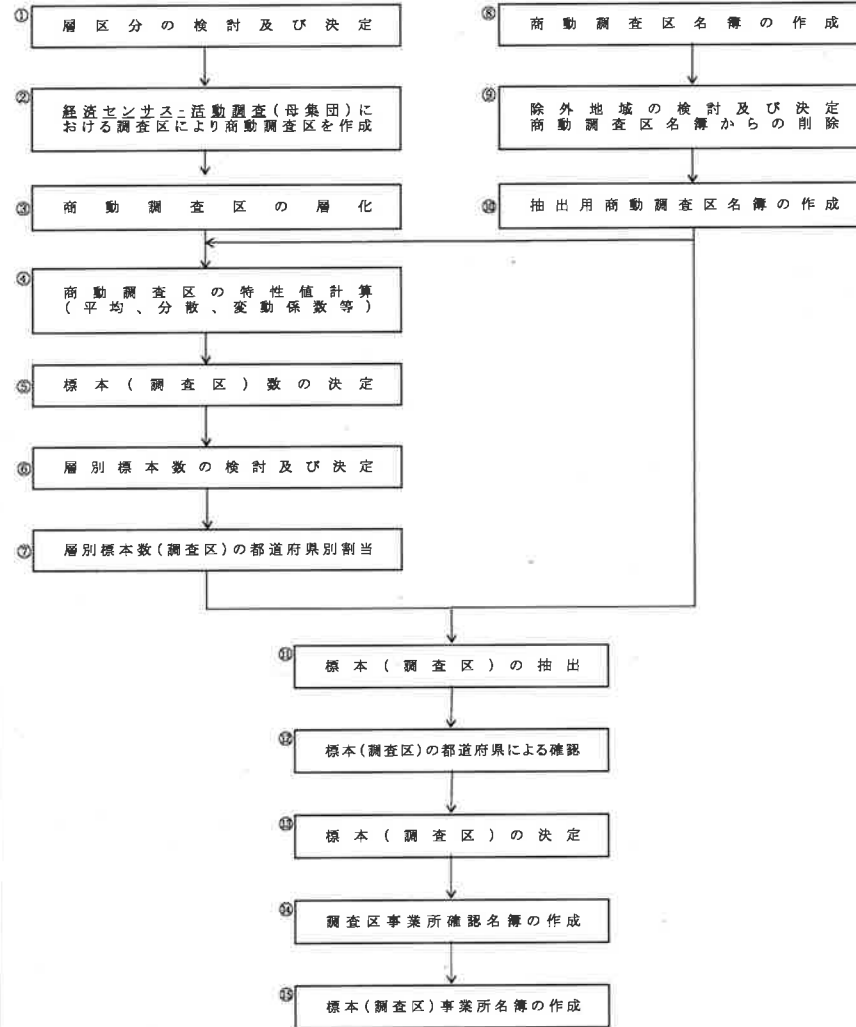 ① 層区分の検討及び決定
② 経済センサス-活動調査(母集団)に
おける調査区により商動調査区を作成
③ 商動調査区の層化
④ 商動調査区の特性値計算
(平均、分散、変動係数等)
⑤ 標本(調査区)数の決定
⑥ 層別標本数の検討及び決定
⑦ 層別標本数(調査区)の都道府県別割当
⑧ 商動調査区名簿の作成
⑨ 除外地域の検討及び決定
商動調査区名簿からの削除
⑩ 抽出用商動調査区名簿の作成
⑪ 標本(調査区)の抽出
⑫ 標本(調査区)の都道府県による確認
⑬ 標本(調査区)の決定
⑭ 調査区事業所確認名簿の作成
⑮ 標本(調査区)事業所名簿の作成